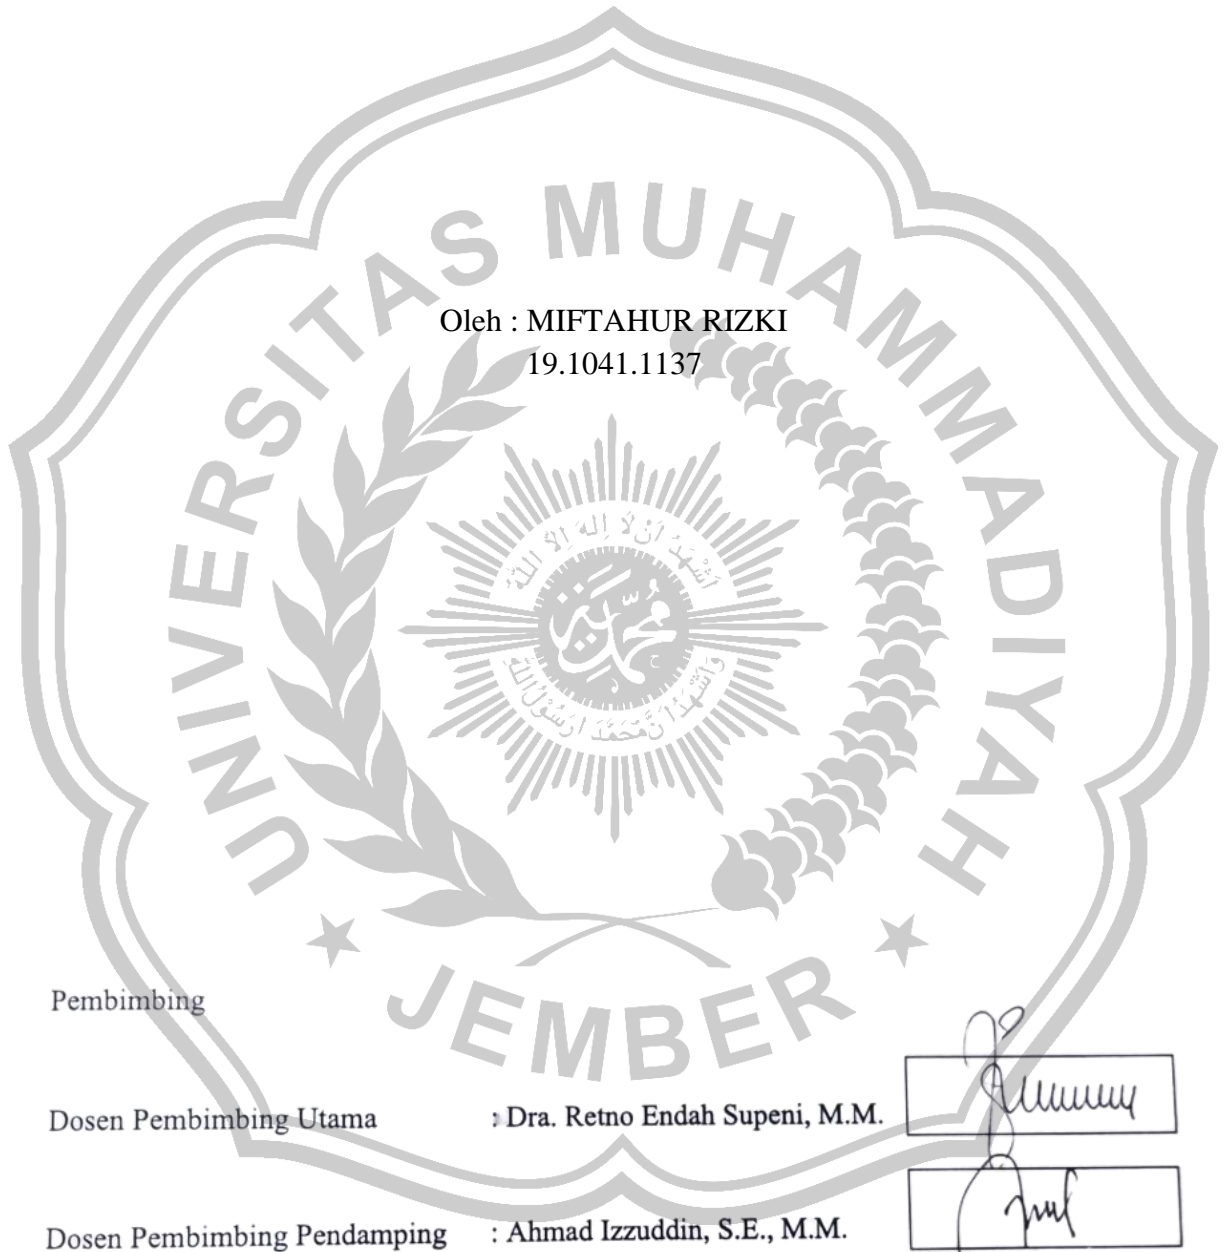 UNIVERSITAS MUHAMMADIYAH
Oleh : MIFTAHUR RIZKI
19.1041.1137
JEMBER
Pembimbing
Dosen Pembimbing Utama : Dra. Retno Endah Supeni, M.M.
Dosen Pembimbing Pendamping : Ahmad Izzuddin, S.E., M.M.